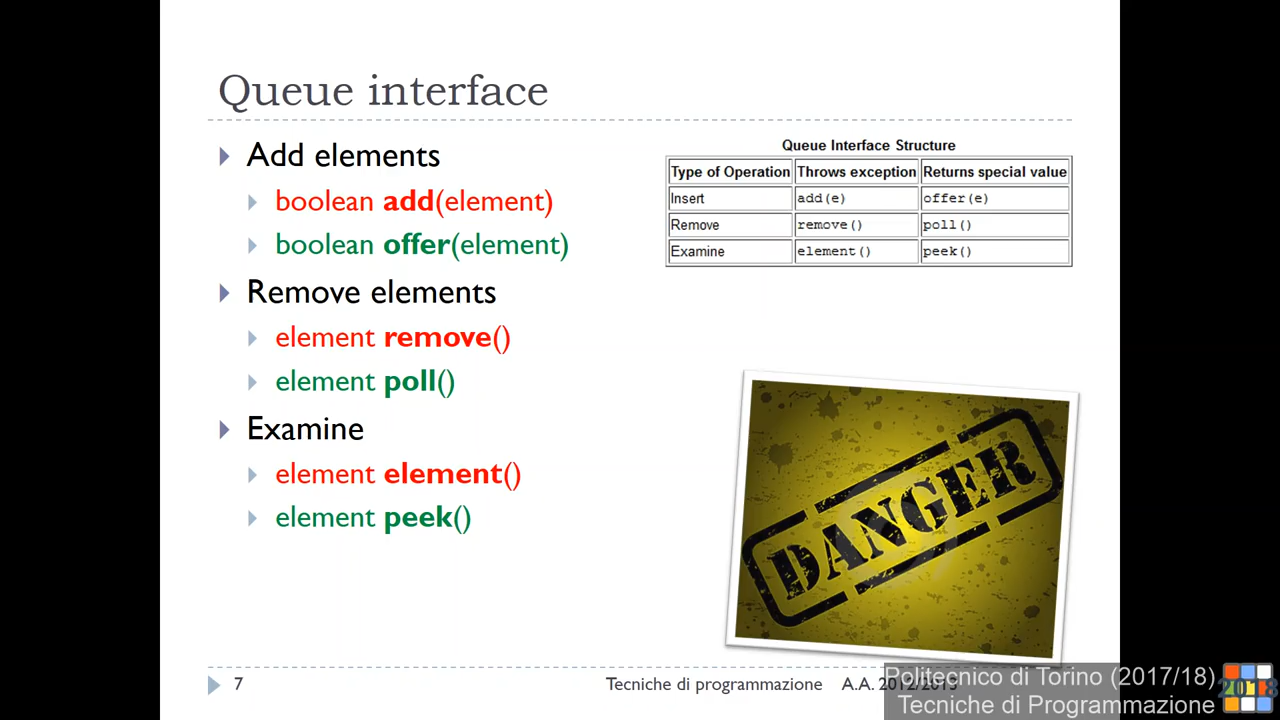 Queue interface
Add elements
boolean add(element)
boolean offer(element)
Remove elements
element remove()
element poll()
Examine
element element()
element peek()
Queue Interface Structure
Type of Operation Throws exception Returns special value
Insert add(e) offer(e)
Remove remove() poll()
Examine element() peek()
DANGER
7
Tecniche di programmazione A.A. 2012/2013
Politecnico di Torino (2017/18)
Tecniche di Programmazione
2018